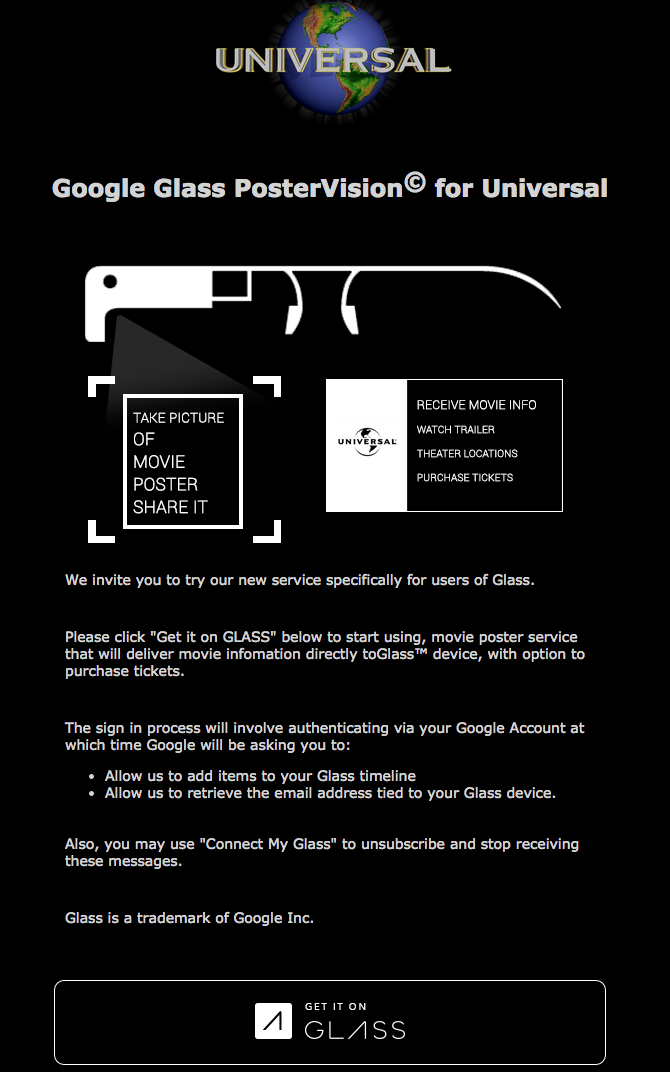 UNIVERSAL
Google Glass PosterVision© for Universal
TAKE PICTURE
OF
MOVIE
POSTER
SHARE IT
UNIVERSAL
RECEIVE MOVIE INFO
WATCH TRAILER
THEATER LOCATIONS
PURCHASE TICKETS
We invite you to try our new service specifically for users of Glass.
Please click "Get it on GLASS" below to start using, movie poster service
that will deliver movie infomation directly toGlass™ device, with option to
purchase tickets.
The sign in process will involve authenticating via your Google Account at
which time Google will be asking you to:
• Allow us to add items to your Glass timeline
• Allow us to retrieve the email address tied to your Glass device.
Also, you may use "Connect My Glass" to unsubscribe and stop receiving
these messages.
Glass is a trademark of Google Inc.
GET IT ON
GLASS